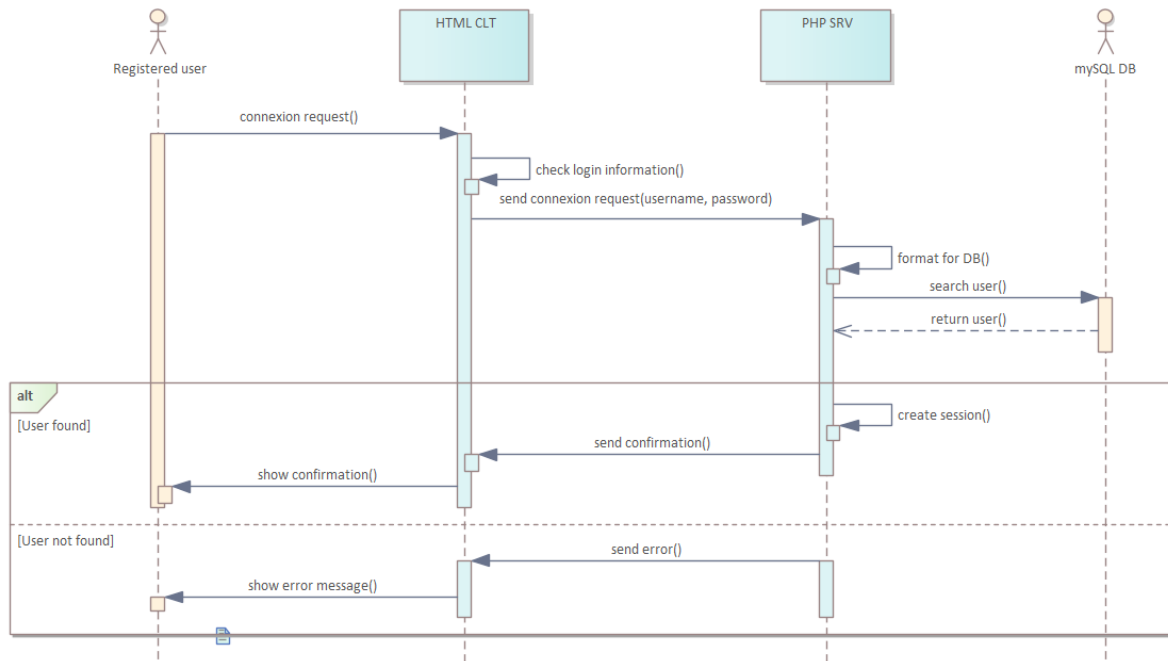 Registered user
HTML CLT
PHP SRV
mySQL DB
connexion request()
check login information()
send connexion request(username, password)
format for DB()
search user()
return user()
alt
[User found]
create session()
send confirmation()
show confirmation()
[User not found]
send error()
show error message()